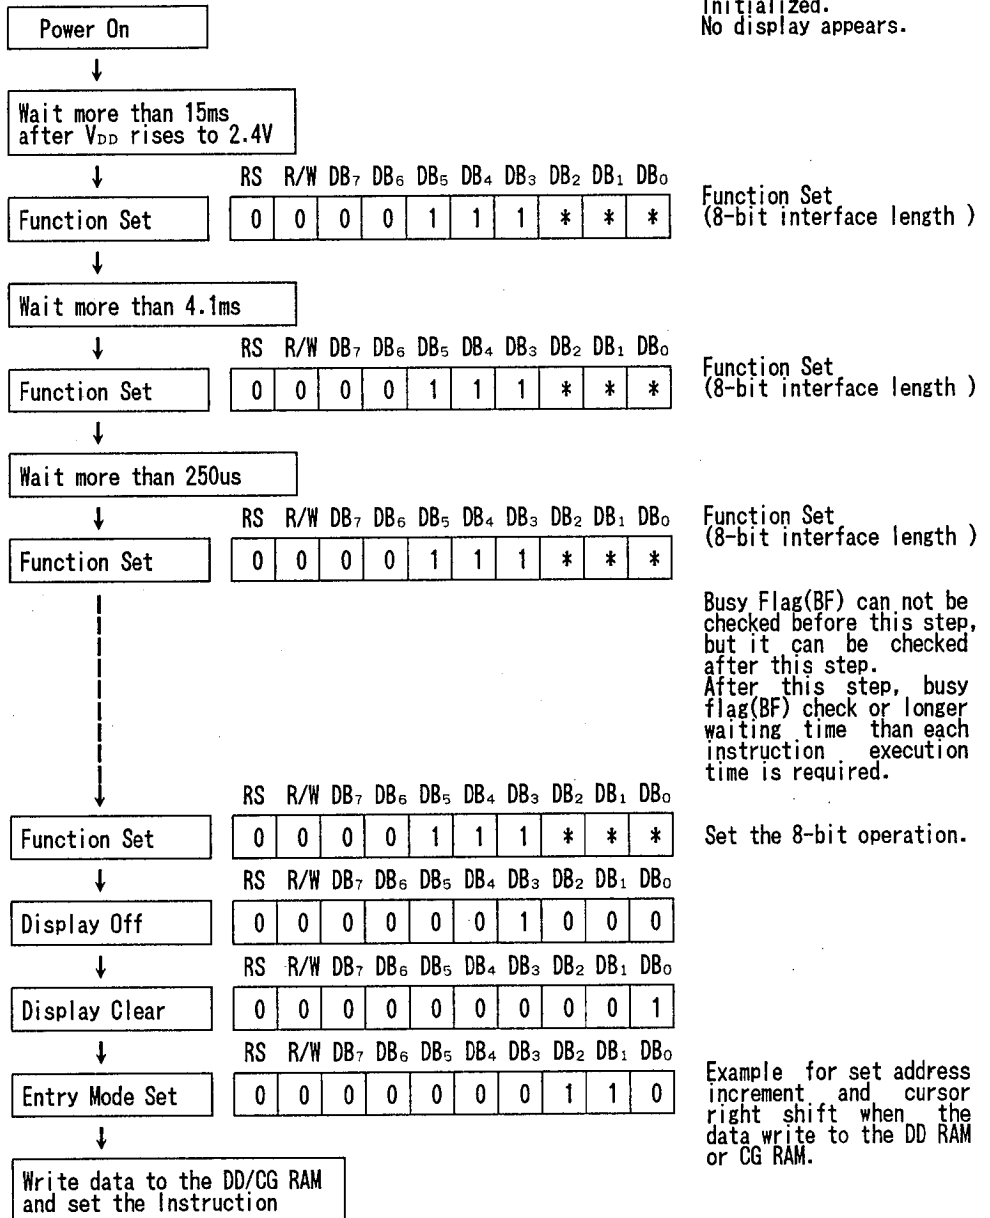 Initialized.
Power On
No display appears.
Wait more than 15ms
after VDD rises to 2.4V
RS R/W DB7 DB6 DB5 DB4 DB3 DB2 DB1 DB0
Function Set
0 0 0 0 1 1 1 * * *
Function Set
(8-bit interface length )
Wait more than 4.1ms
RS R/W DB7 DB6 DB5 DB4 DB3 DB2 DB1 DB0
Function Set
0 0 0 0 1 1 1 * * *
Function Set
(8-bit interface length )
Wait more than 250us
RS R/W DB7 DB6 DB5 DB4 DB3 DB2 DB1 DB0
Function Set
0 0 0 0 1 1 1 * * *
Function Set
(8-bit interface length )
Busy Flag(BF) can not be
checked before this step,
but it can be checked
after this step.
After this step, busy
flag(BF) check or longer
waiting time than each
instruction execution
time is required.
RS R/W DB7 DB6 DB5 DB4 DB3 DB2 DB1 DB0
Function Set
0 0 0 0 1 1 1 * * *
Set the 8-bit operation.
RS R/W DB7 DB6 DB5 DB4 DB3 DB2 DB1 DB0
Display Off
0 0 0 0 0 0 1 0 0 0
RS R/W DB7 DB6 DB5 DB4 DB3 DB2 DB1 DB0
Display Clear
0 0 0 0 0 0 0 0 0 1
RS R/W DB7 DB6 DB5 DB4 DB3 DB2 DB1 DB0
Entry Mode Set
0 0 0 0 0 0 0 1 1 0
Example for set address
increment and cursor
right shift when the
data write to the DD RAM
or CG RAM.
Write data to the DD/CG RAM
and set the Instruction